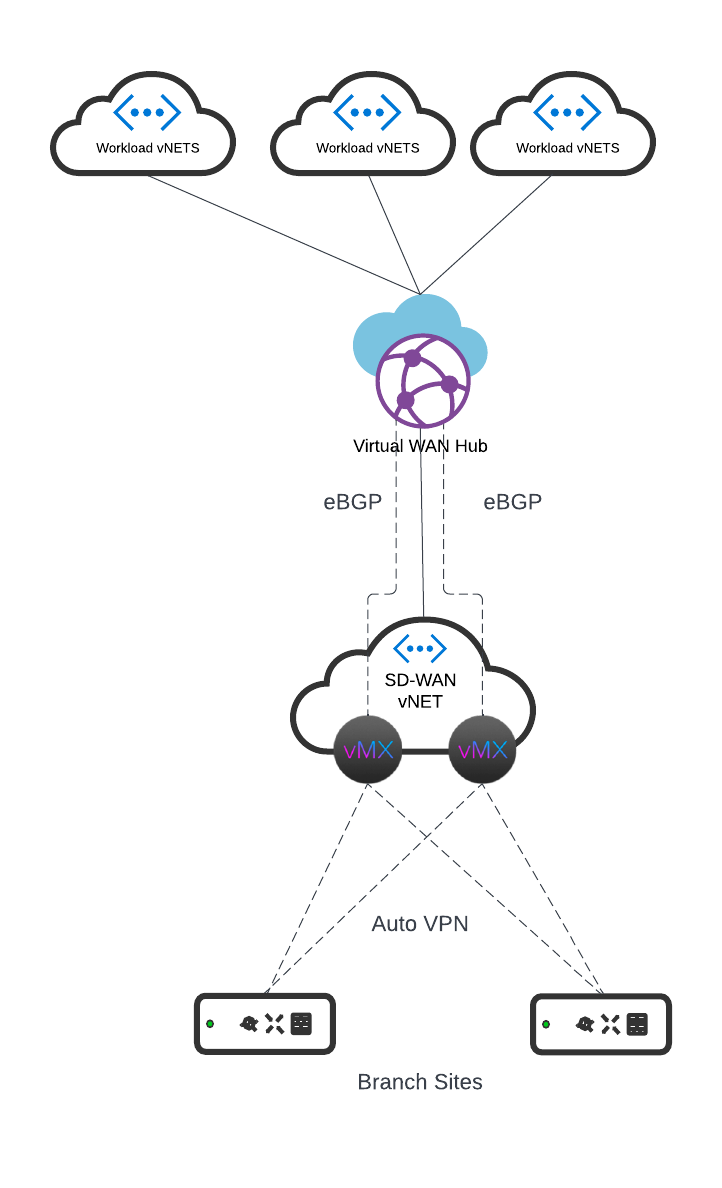 Workload vNETS
Workload vNETS
Workload vNETS
Virtual WAN Hub
eBGP
eBGP
SD-WAN
vNET
vMX
vMX
Auto VPN
Branch Sites